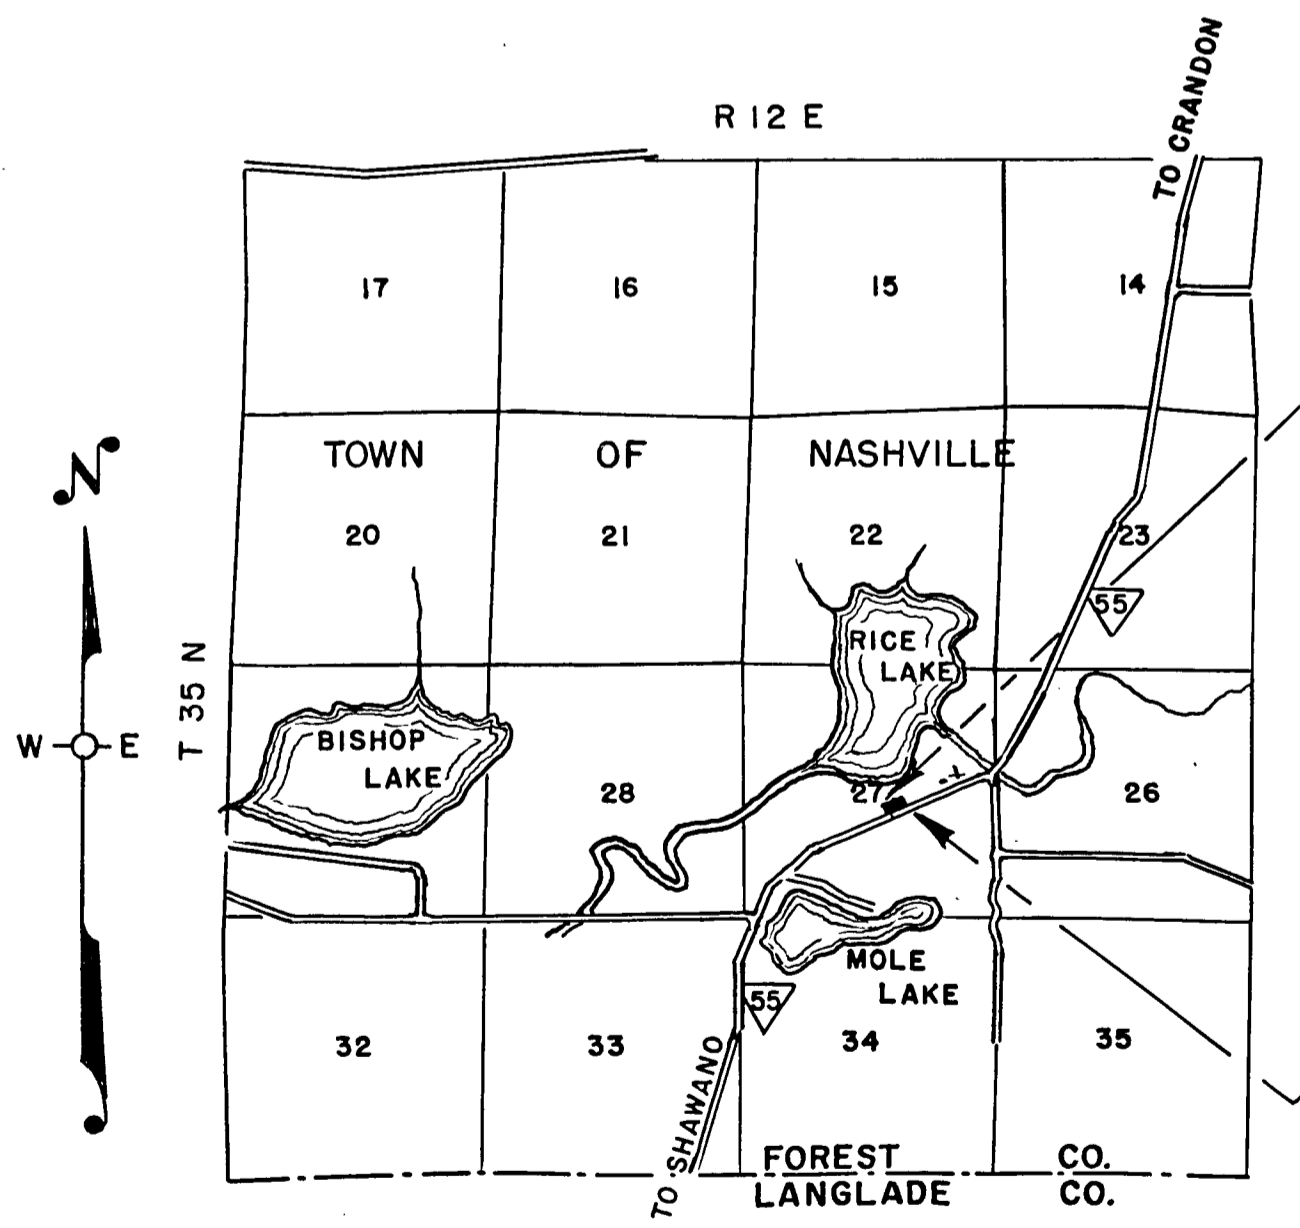 R 12 E
TO CRANDON
17
16
15
14
N
TOWN OF NASHVILLE
20
21
22
23
55
T 35 N
RICE
LAKE
W E
BISHOP
LAKE
28
27
26
MOLE
LAKE
55
32
33
34
35
TO SHAWANO
FOREST CO.
LANGLADE CO.